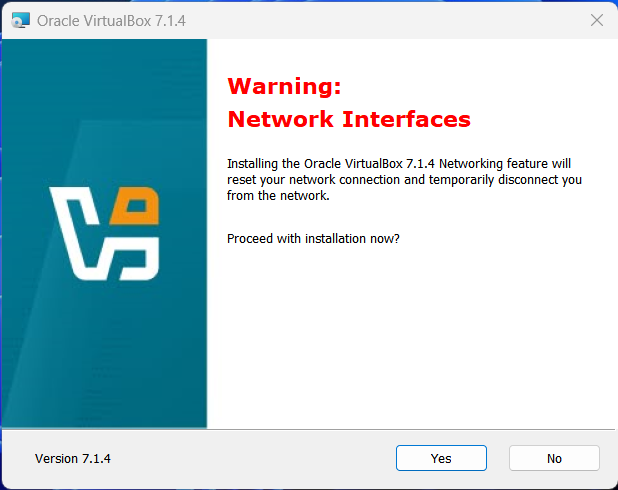 Oracle VirtualBox 7.1.4
Warning:
Network Interfaces
Installing the Oracle VirtualBox 7.1.4 Networking feature will
reset your network connection and temporarily disconnect you
from the network.
Proceed with installation now?
Version 7.1.4
Yes
No